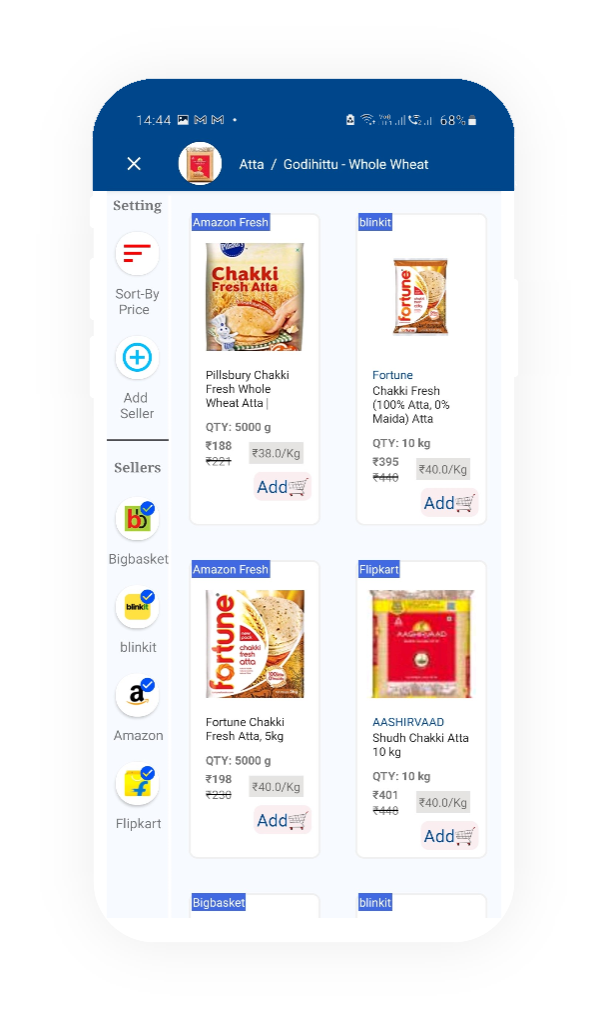 14:44
68%
Atta / Godihittu - Whole Wheat
Setting
Sort-By
Price
Add
Seller
Sellers
Bigbasket
blinkit
blinkit
Amazon
Flipkart
Amazon Fresh
Pillsbury
Chakki
Fresh Atta
Pillsbury Chakki
Fresh Whole
Wheat Atta |
QTY: 5000 g
₹188
₹221
₹38.0/Kg
Add
blinkit
fortune
Fortune
Chakki Fresh
(100% Atta, 0%
Maida) Atta
QTY: 10 kg
₹395
₹440
₹40.0/Kg
Add
Amazon Fresh
fortune
chakki
fresh
atta
Fortune Chakki
Fresh Atta, 5kg
QTY: 5000 g
₹198
₹230
₹40.0/Kg
Add
Flipkart
AASHIRVAAD
AASHIRVAAD
Shudh Chakki Atta
10 kg
QTY: 10 kg
₹401
₹448
₹40.0/Kg
Add
Bigbasket
blinkit